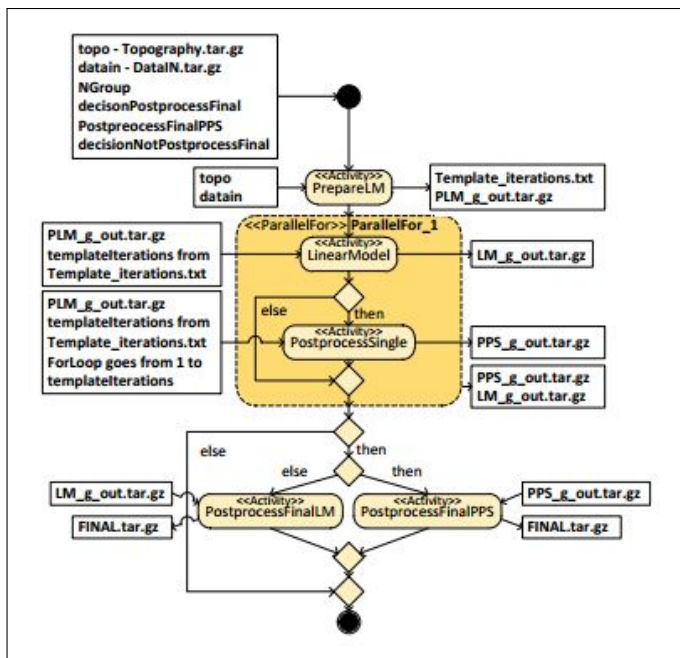 topo - Topography.tar.gz
datain - DataIN.tar.gz
NGroup
decisonPostprocessFinal
PostpreocessFinalPPS
decisionNotPostprocessFinal
topo
datain
<<Activity>>
PrepareLM
Template_iterations.txt
PLM_g_out.tar.gz
<<ParallelFor>> ParallelFor_1
PLM_g_out.tar.gz
templateIterations from
Template_iterations.txt
<<Activity>>
LinearModel
LM_g_out.tar.gz
else
then
PLM_g_out.tar.gz
templateIterations from
Template_iterations.txt
ForLoop goes from 1 to
templateIterations
<<Activity>>
PostprocessSingle
PPS_g_out.tar.gz
PPS_g_out.tar.gz
LM_g_out.tar.gz
else
then
else
then
LM_g_out.tar.gz
FINAL.tar.gz
<<Activity>>
PostprocessFinalLM
<<Activity>>
PostprocessFinalPPS
PPS_g_out.tar.gz
FINAL.tar.gz